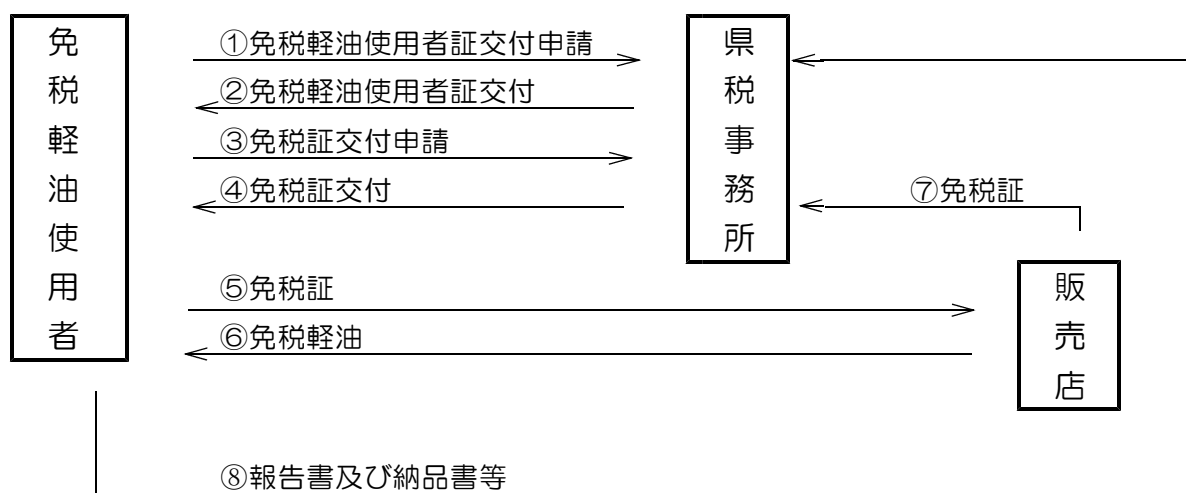 免税軽油使用者
①免税軽油使用者証交付申請
②免税軽油使用者証交付
③免税証交付申請
④免税証交付
県税事務所
⑦免税証
⑤免税証
⑥免税軽油
販売店
⑧報告書及び納品書等